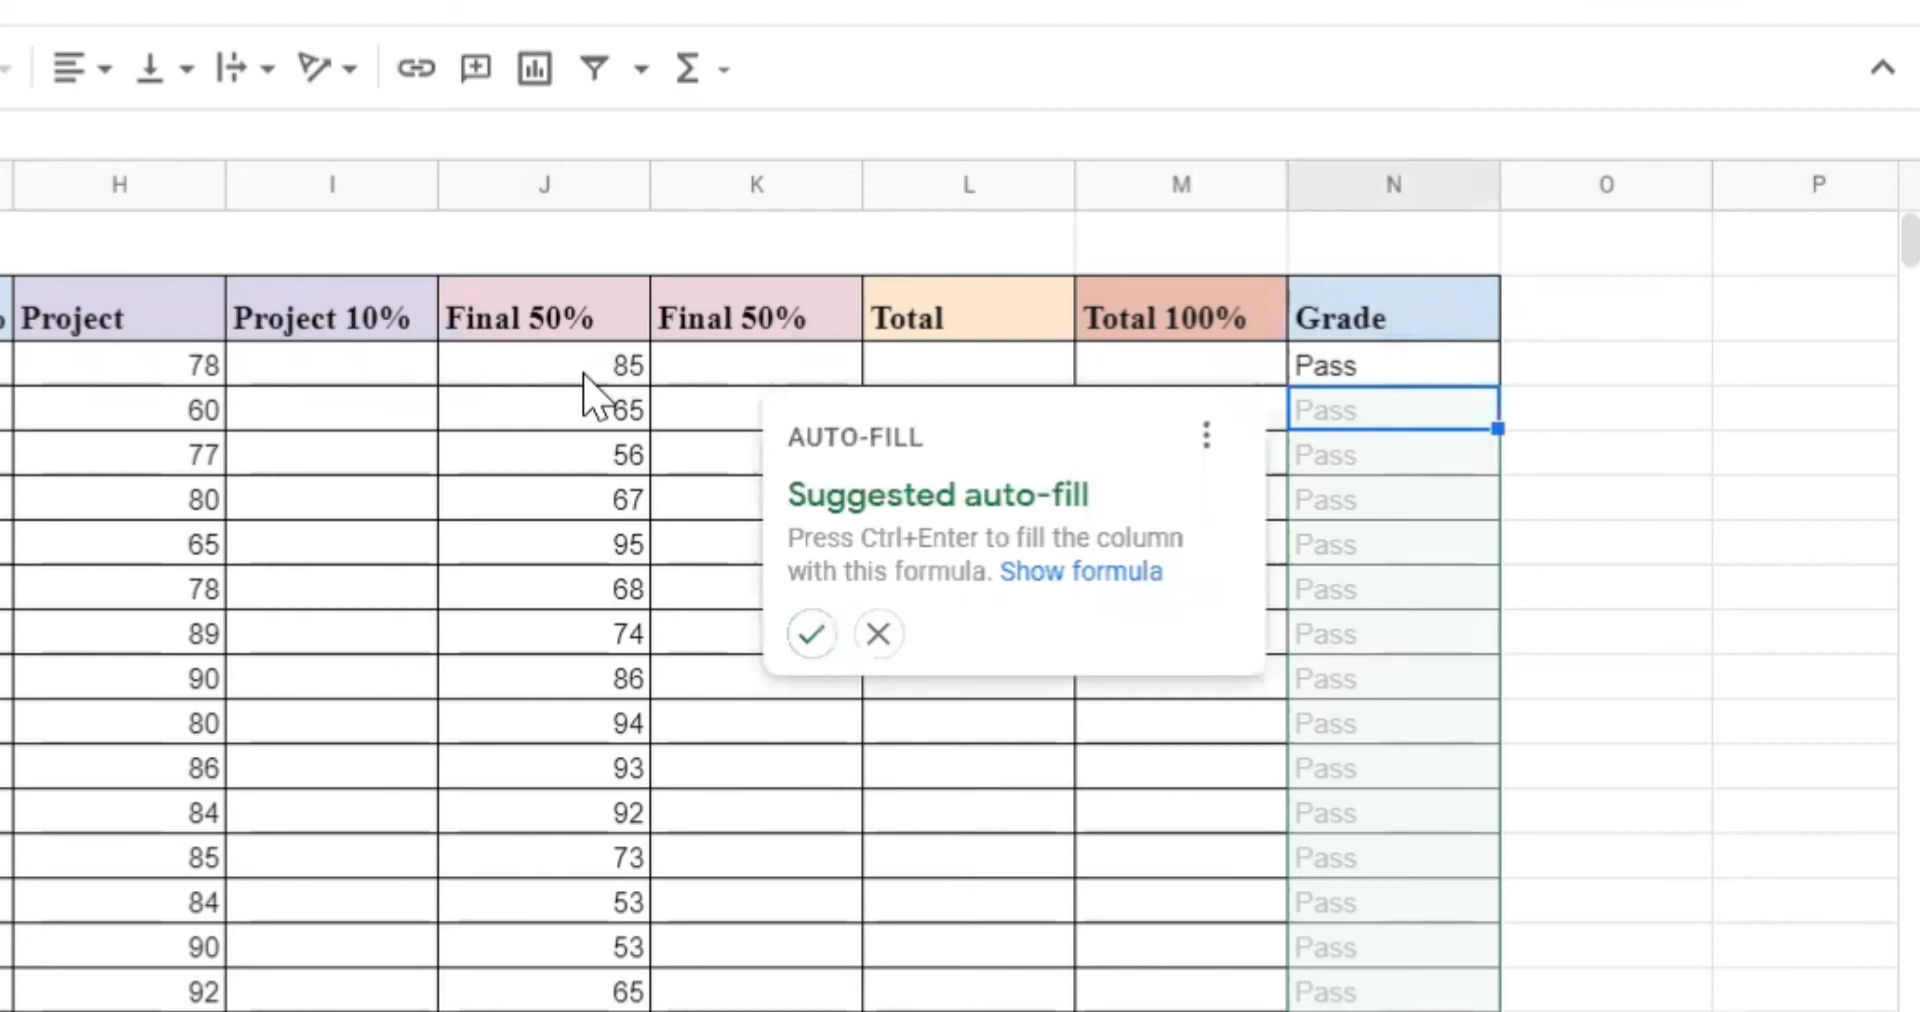 H I J K L M N O P
Project Project 10% Final 50% Final 50% Total Total 100% Grade
78 85 Pass
60 65 Pass
77 56 Pass
80 67 Pass
65 95 Pass
78 68 Pass
89 74 Pass
90 86 Pass
80 94 Pass
86 93 Pass
84 92 Pass
85 73 Pass
84 53 Pass
90 53 Pass
92 65 Pass
AUTO-FILL
Suggested auto-fill
Press Ctrl+Enter to fill the column
with this formula. Show formula